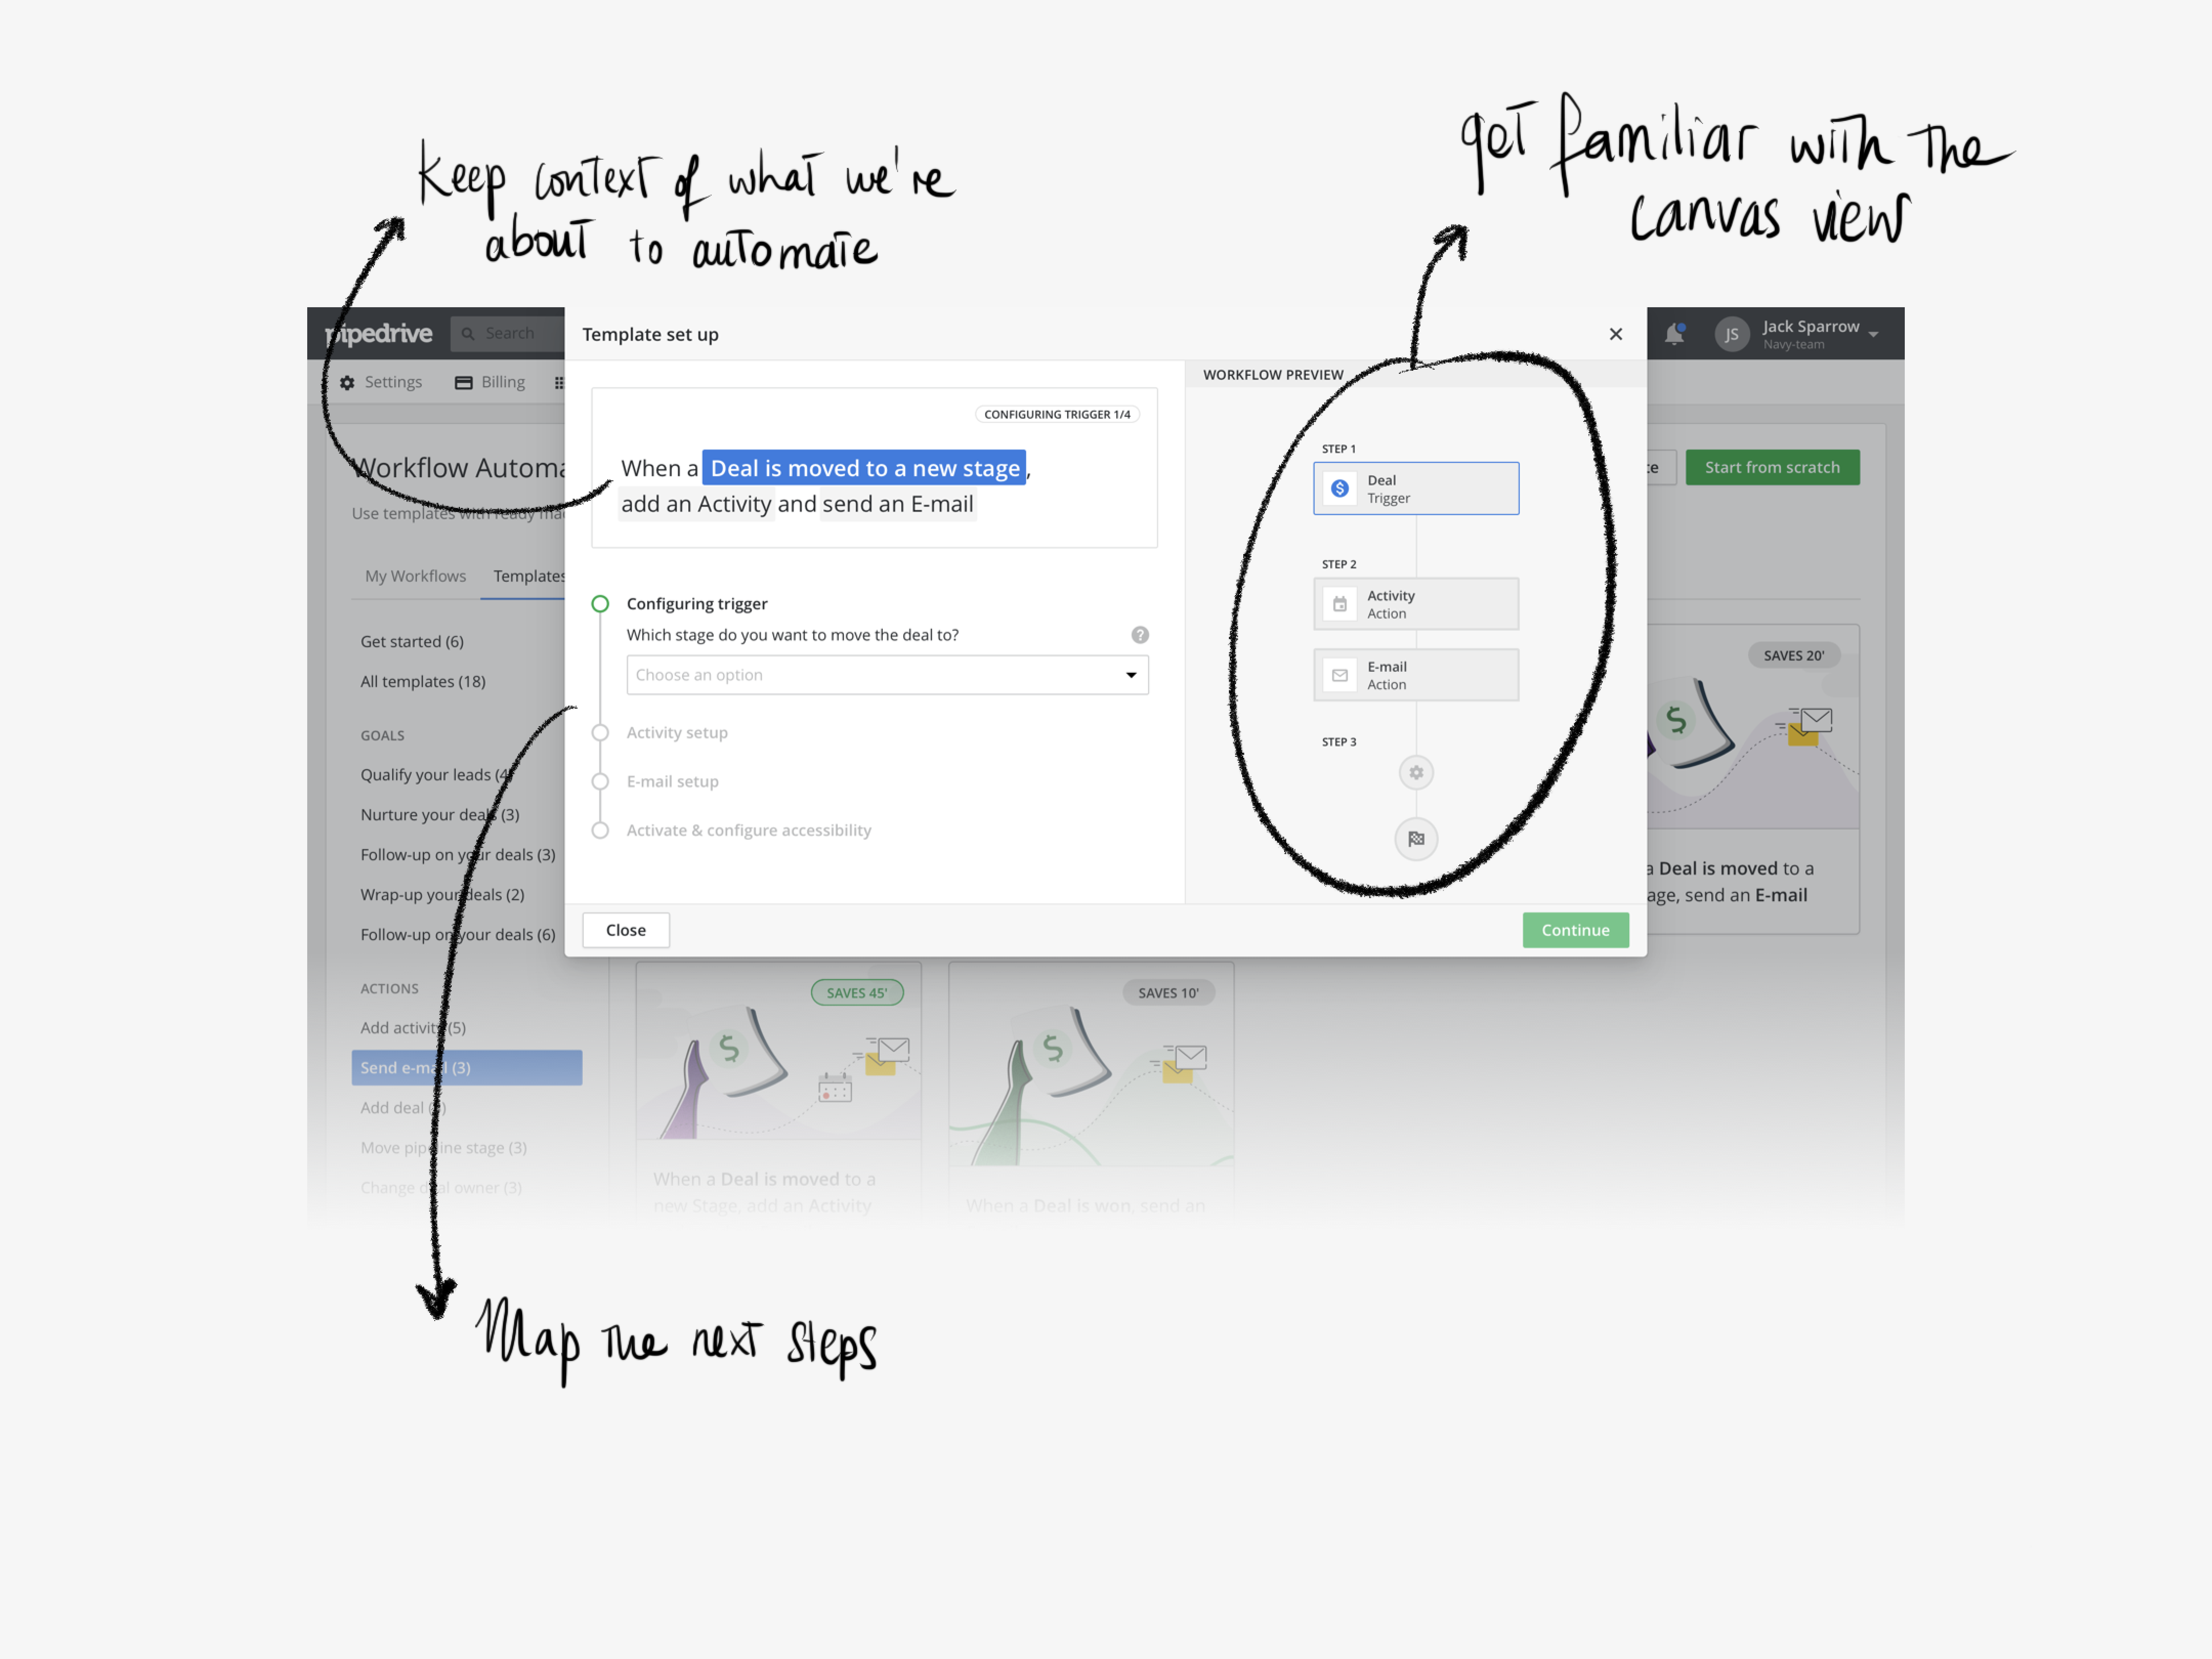 Keep context of what we're
about to automate
get familiar with the
canvas view
pipedrive
Search
Template set up
JS
Jack Sparrow
Navy-team
Settings
Billing
WORKFLOW PREVIEW
CONFIGURING TRIGGER 1/4
When a Deal is moved to a new stage,
add an Activity and send an E-mail
Workflow Automa
Use templates with ready ma
My Workflows
Templates
Start from scratch
STEP 1
Deal
Trigger
STEP 2
Activity
Action
E-mail
Action
STEP 3
Configuring trigger
Which stage do you want to move the deal to?
?
Choose an option
Activity setup
E-mail setup
Activate & configure accessibility
Close
Continue
Get started (6)
All templates (18)
GOALS
Qualify your leads (4)
Nurture your deals (3)
Follow-up on your deals (3)
Wrap-up your deals (2)
Follow-up on your deals (6)
ACTIONS
Add activity (5)
Send e-mail (3)
Add deal
Move pipeline stage (3)
Change deal owner (3)
SAVES 20'
$
a Deal is moved to a
age, send an E-mail
SAVES 45'
$
When a Deal is moved to a
new Stage, add an Activity
SAVES 10'
$
When a Deal is won, send an
Map the next steps